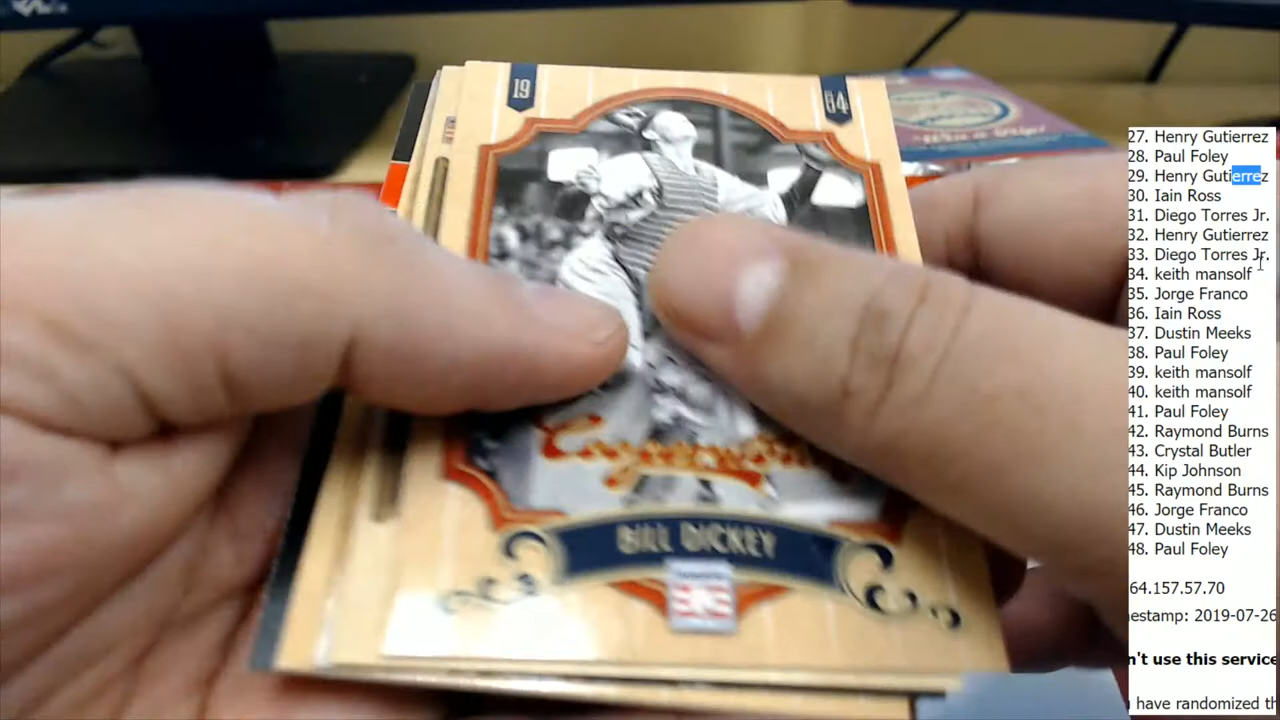 19 54
Cooperstown
BILL DICKEY
27. Henry Gutierrez
28. Paul Foley
29. Henry Gutierrez
30. Iain Ross
31. Diego Torres Jr.
32. Henry Gutierrez
33. Diego Torres Jr.
34. keith mansolf
35. Jorge Franco
36. Iain Ross
37. Dustin Meeks
38. Paul Foley
39. keith mansolf
40. keith mansolf
41. Paul Foley
42. Raymond Burns
43. Crystal Butler
44. Kip Johnson
45. Raymond Burns
46. Jorge Franco
47. Dustin Meeks
48. Paul Foley
64.157.57.70
estamp: 2019-07-26
n't use this service
have randomized th